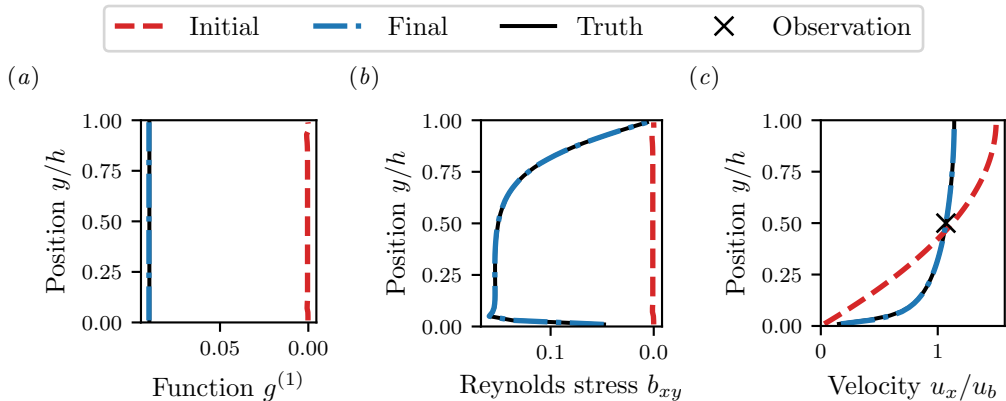 Initial Final Truth Observation
(a) (b) (c)
1.00 1.00 1.00
0.75 0.75 0.75
0.50 0.50 0.50
0.25 0.25 0.25
0.00 0.00 0.00
Position y/h Position y/h Position y/h
0.05 0.00 0.1 0.0 0 1
Function g⁽¹⁾ Reynolds stress b_xy Velocity u_x/u_b